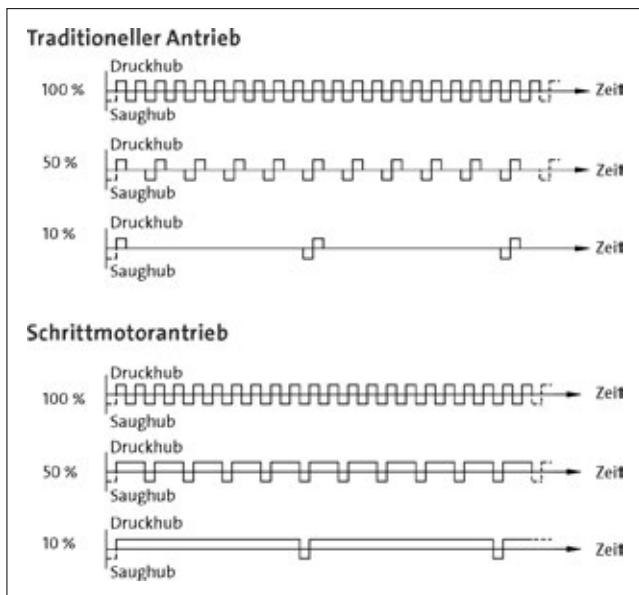 Traditioneller Antrieb
Druckhub
100 %
Zeit
Saughub
Druckhub
50 %
Zeit
Saughub
Druckhub
10 %
Zeit
Saughub
Schrittmotorantrieb
Druckhub
100 %
Zeit
Saughub
Druckhub
50 %
Zeit
Saughub
Druckhub
10 %
Zeit
Saughub